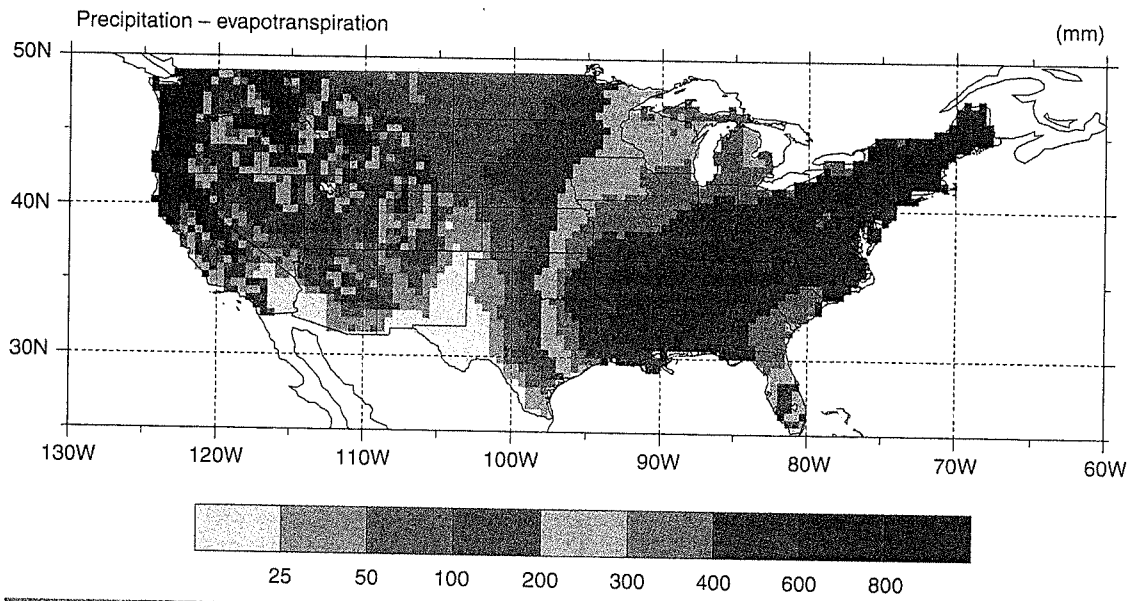 Precipitation – evapotranspiration
(mm)
50N
40N
30N
130W 120W 110W 100W 90W 80W 70W 60W
25 50 100 200 300 400 600 800